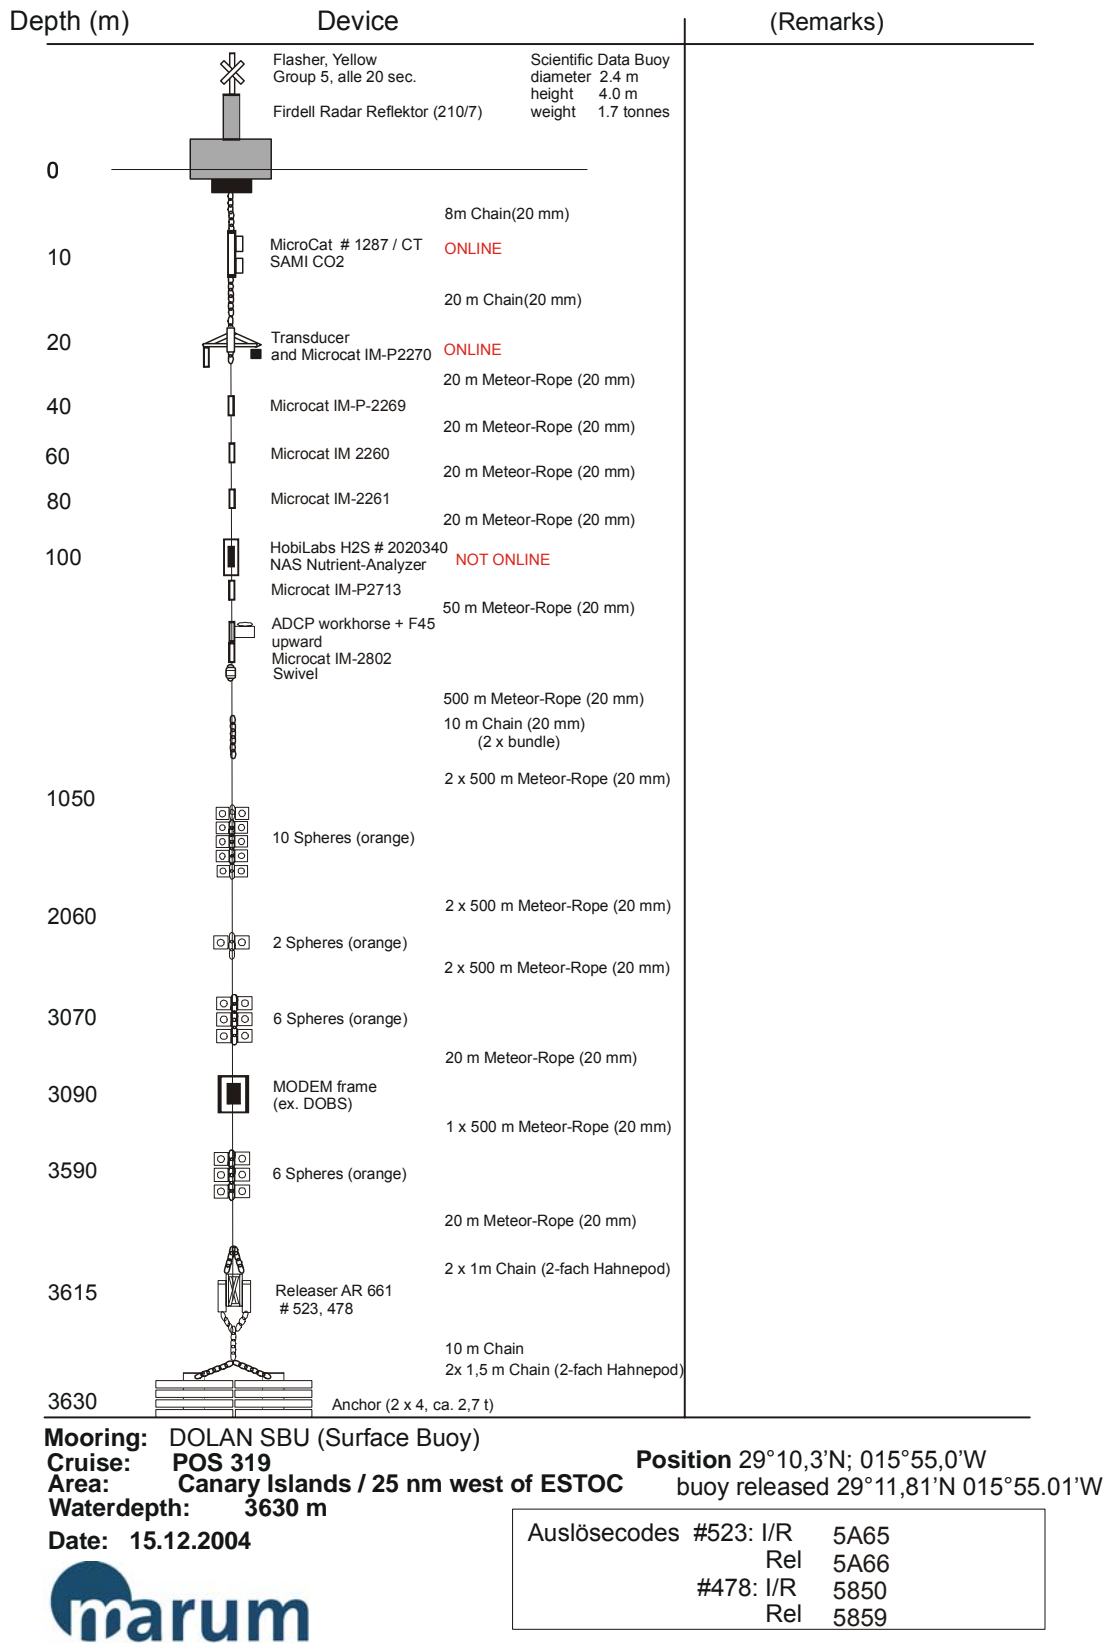 Depth (m) Device (Remarks)
Flasher, Yellow Scientific Data Buoy
Group 5, alle 20 sec. diameter 2.4 m
height 4.0 m
Firdell Radar Reflektor (210/7) weight 1.7 tonnes
0
8m Chain(20 mm)
10 MicroCat # 1287 / CT ONLINE
SAMI CO2
20 m Chain(20 mm)
20 Transducer
and Microcat IM-P2270 ONLINE
20 m Meteor-Rope (20 mm)
40 Microcat IM-P-2269
20 m Meteor-Rope (20 mm)
60 Microcat IM 2260
20 m Meteor-Rope (20 mm)
80 Microcat IM-2261
20 m Meteor-Rope (20 mm)
100 HobiLabs H2S # 2020340
NAS Nutrient-Analyzer NOT ONLINE
Microcat IM-P2713
50 m Meteor-Rope (20 mm)
ADCP workhorse + F45
upward
Microcat IM-2802
Swivel
500 m Meteor-Rope (20 mm)
10 m Chain (20 mm)
(2 x bundle)
2 x 500 m Meteor-Rope (20 mm)
1050
10 Spheres (orange)
2 x 500 m Meteor-Rope (20 mm)
2060
2 Spheres (orange)
2 x 500 m Meteor-Rope (20 mm)
3070 6 Spheres (orange)
20 m Meteor-Rope (20 mm)
3090 MODEM frame
(ex. DOBS)
1 x 500 m Meteor-Rope (20 mm)
3590 6 Spheres (orange)
20 m Meteor-Rope (20 mm)
2 x 1m Chain (2-fach Hahnepod)
3615 Releaser AR 661
# 523, 478
10 m Chain
2x 1,5 m Chain (2-fach Hahnepod)
3630 Anchor (2 x 4, ca. 2,7 t)
Mooring: DOLAN SBU (Surface Buoy)
Cruise: POS 319 Position 29°10,3’N; 015°55,0’W
Area: Canary Islands / 25 nm west of ESTOC buoy released 29°11,81’N 015°55.01’W
Waterdepth: 3630 m
Date: 15.12.2004
Auslösecodes #523: I/R 5A65
Rel 5A66
#478: I/R 5850
Rel 5859
marum